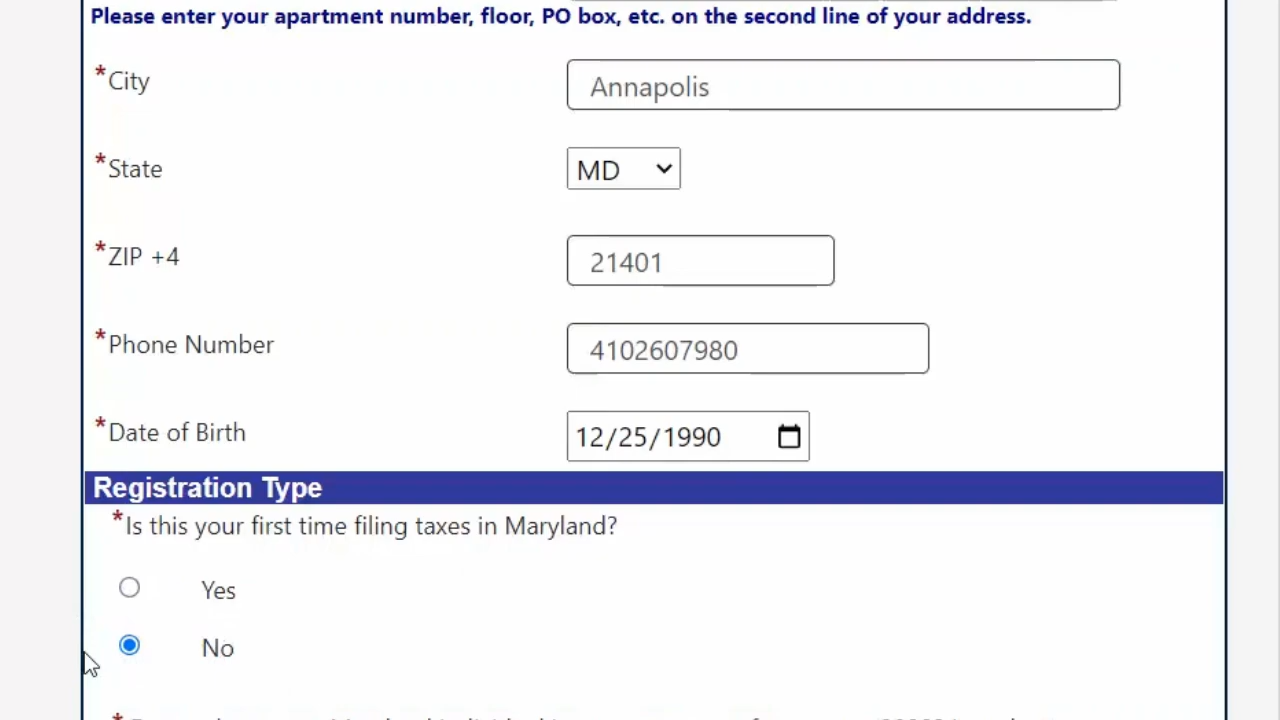 Please enter your apartment number, floor, PO box, etc. on the second line of your address.
*City
Annapolis
*State
MD
*ZIP +4
21401
*Phone Number
4102607980
*Date of Birth
12/25/1990
Registration Type
*Is this your first time filing taxes in Maryland?
Yes
No